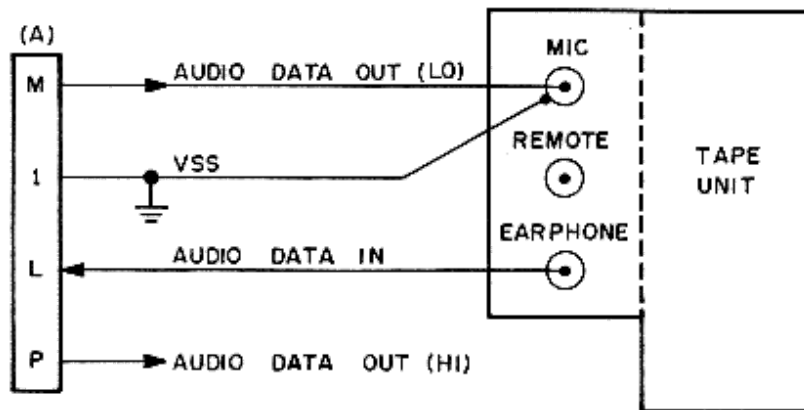 (A)
MIC
M AUDIO DATA OUT (LO)
REMOTE
1 VSS
TAPE
UNIT
EARPHONE
L AUDIO DATA IN
P AUDIO DATA OUT (HI)